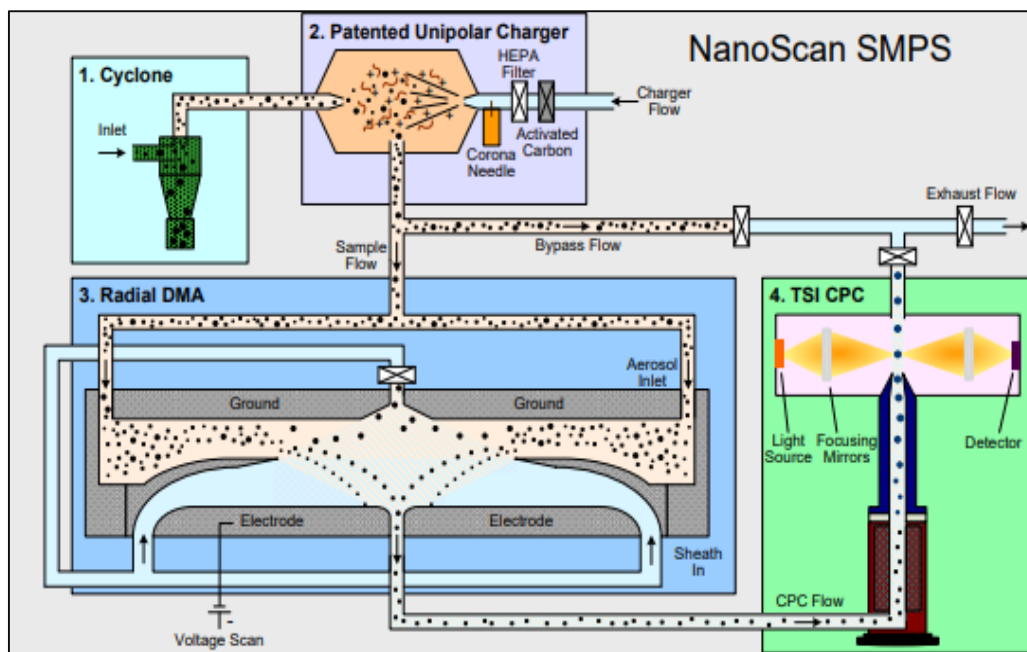 NanoScan SMPS
1. Cyclone
Inlet
2. Patented Unipolar Charger
HEPA
Filter
Charger
Flow
Activated
Carbon
Corona
Needle
Sample
Flow
Bypass Flow
Exhaust Flow
3. Radial DMA
Aerosol
Inlet
Ground
Ground
Electrode
Electrode
Sheath
In
Voltage Scan
-
4. TSI CPC
Light
Source
Focusing
Mirrors
Detector
CPC Flow